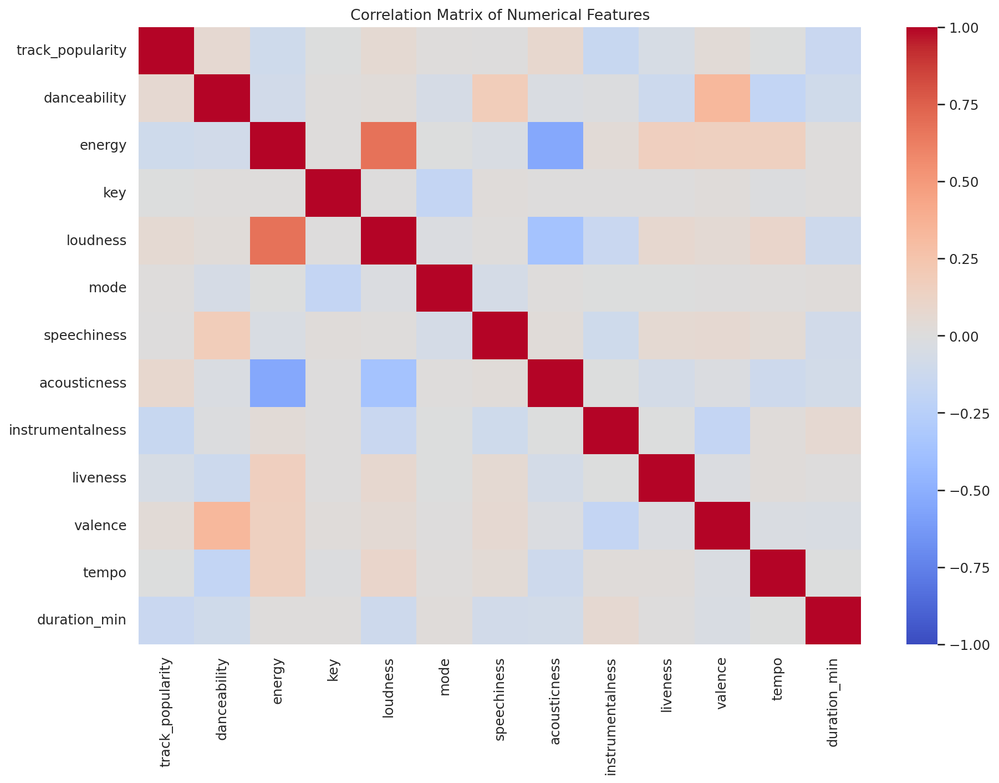 Correlation Matrix of Numerical Features
track_popularity
danceability
energy
key
loudness
mode
speechiness
acousticness
instrumentalness
liveness
valence
tempo
duration_min
track_popularity
danceability
energy
key
loudness
mode
speechiness
acousticness
instrumentalness
liveness
valence
tempo
duration_min
1.00
0.75
0.50
0.25
0.00
−0.25
−0.50
−0.75
−1.00